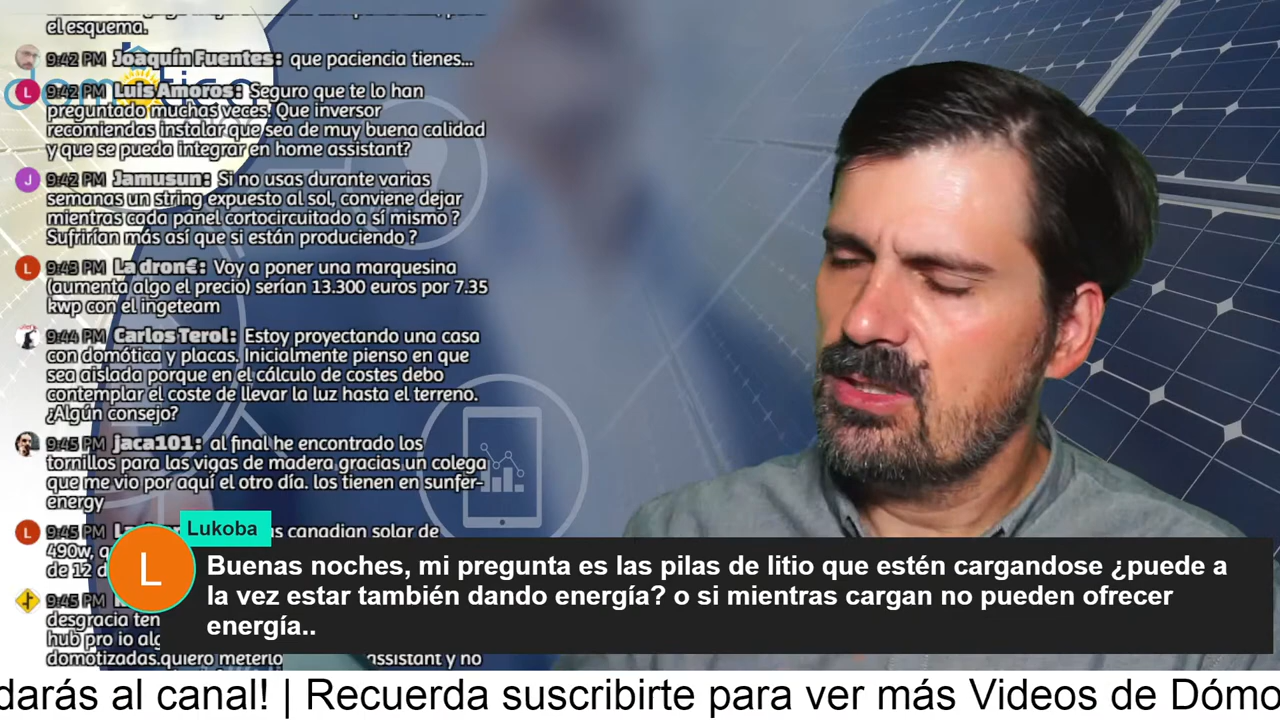 el esquema.
9:42 PM Joaquín Fuentes: que paciencia tienes...
9:42 PM Luis Amoros: Seguro que te lo han
preguntado muchas veces! Que inversor
recomiendas instalar que sea de muy buena calidad
y que se pueda integrar en home assistant?
J 9:42 PM Jamusun: Si no usas durante varias
semanas un string expuesto al sol, conviene dejar
mientras cada panel cortocircuitado a sí mismo ?
Sufrirían más así que si están produciendo ?
L 9:43 PM La dron€: Voy a poner una marquesina
(aumenta algo el precio) serían 13.300 euros por 7.35
kwp con el ingeteam
9:44 PM Carlos Terol: Estoy proyectando una casa
con domótica y placas. Inicialmente pienso en que
sea aislada porque en el cálculo de costes debo
contemplar el coste de llevar la luz hasta el terreno.
¿Algún consejo?
9:45 PM jaca101: al final he encontrado los
tornillos para las vigas de madera gracias un colega
que me vio por aquí el otro día. los tienen en sunfer-
energy
L 9:45 PM canadian solar de
490w,
de 12
9:45 PM
desgracia
hub pro io
domotizadas.quiero meterlo assistant y no
Lukoba
L
Buenas noches, mi pregunta es las pilas de litio que estén cargandose ¿puede a
la vez estar también dando energía? o si mientras cargan no pueden ofrecer
energía..
darás al canal! | Recuerda suscribirte para ver más Videos de Dómo